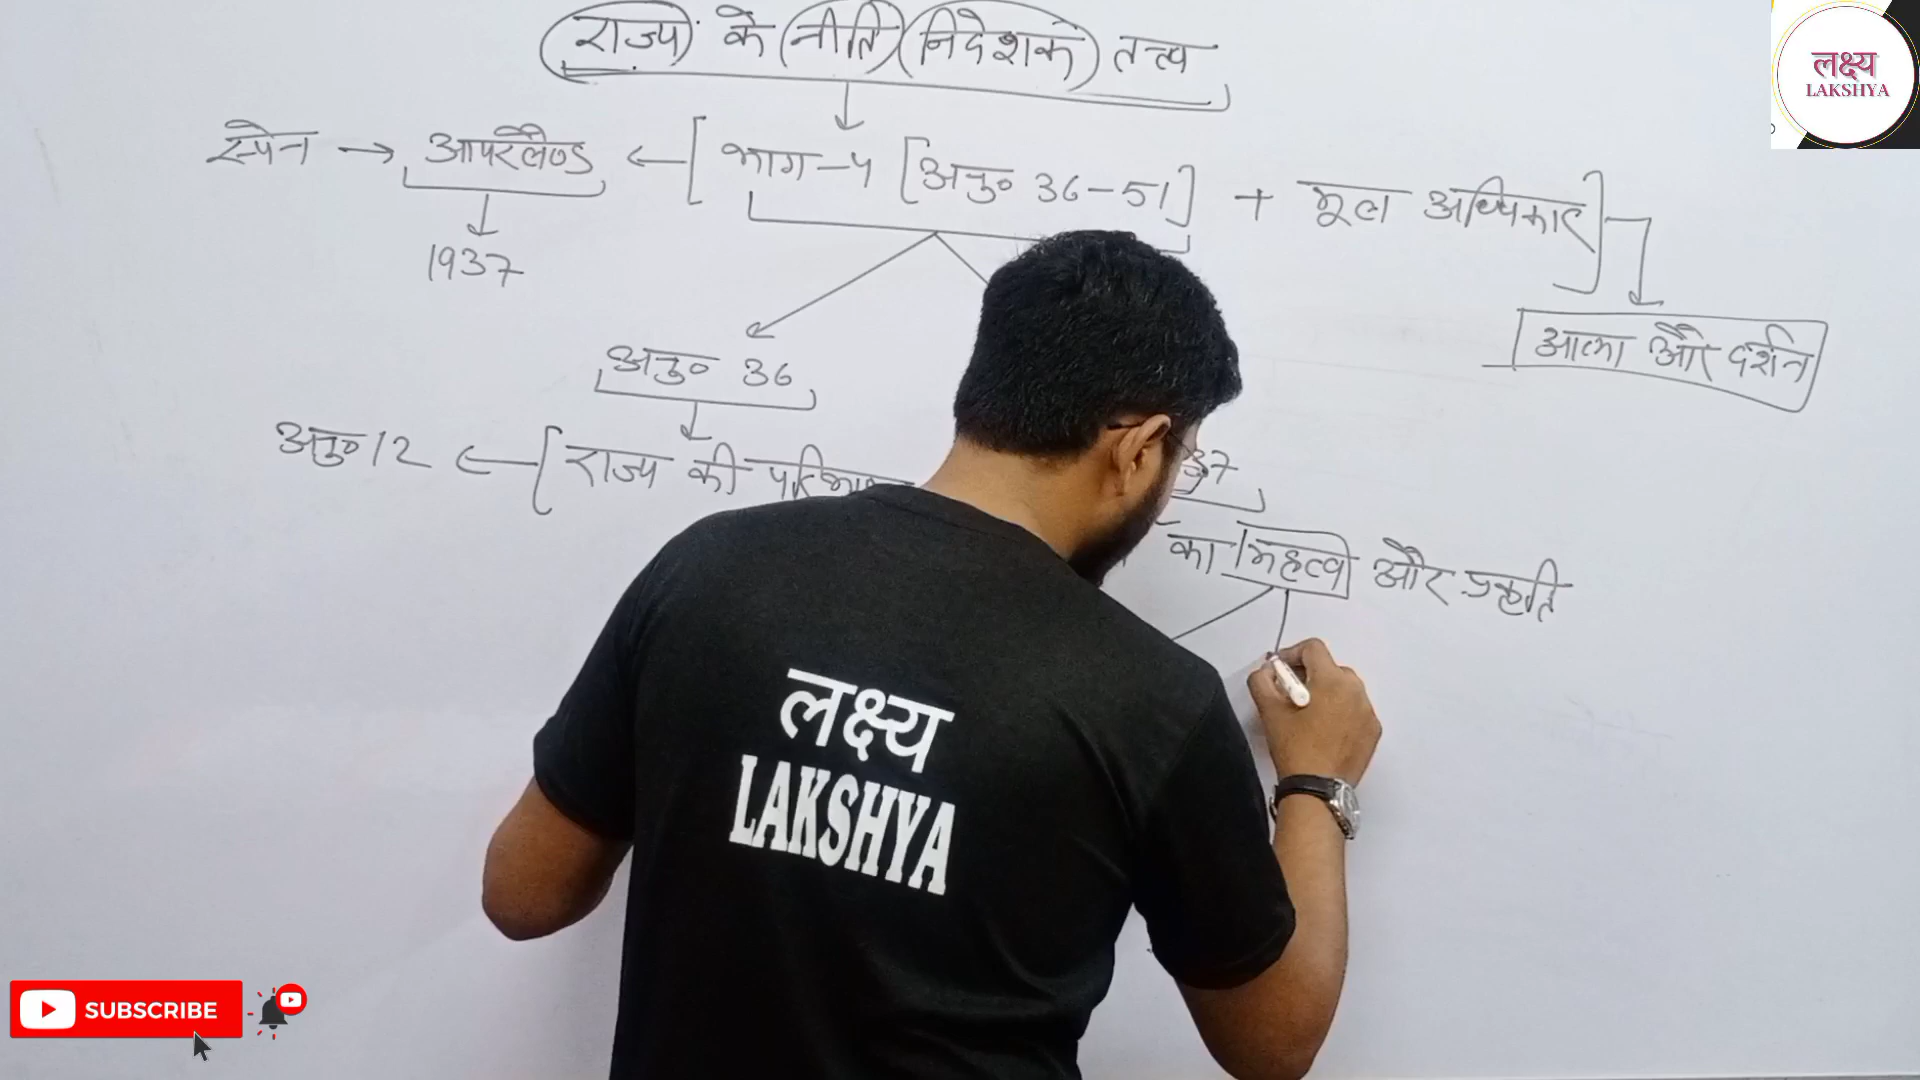 राज्य के नीति निदेशक तत्त्व
लक्ष्य
LAKSHYA
स्पेन → आयरलैण्ड ← [भाग-4 [अनु० 36-51] + मूल अधिकार]
1937
आत्मा और दर्शन
अनु० 36
अनु० 12 ← [राज्य की
37
का महत्व और प्रकृति
लक्ष्य
LAKSHYA
SUBSCRIBE